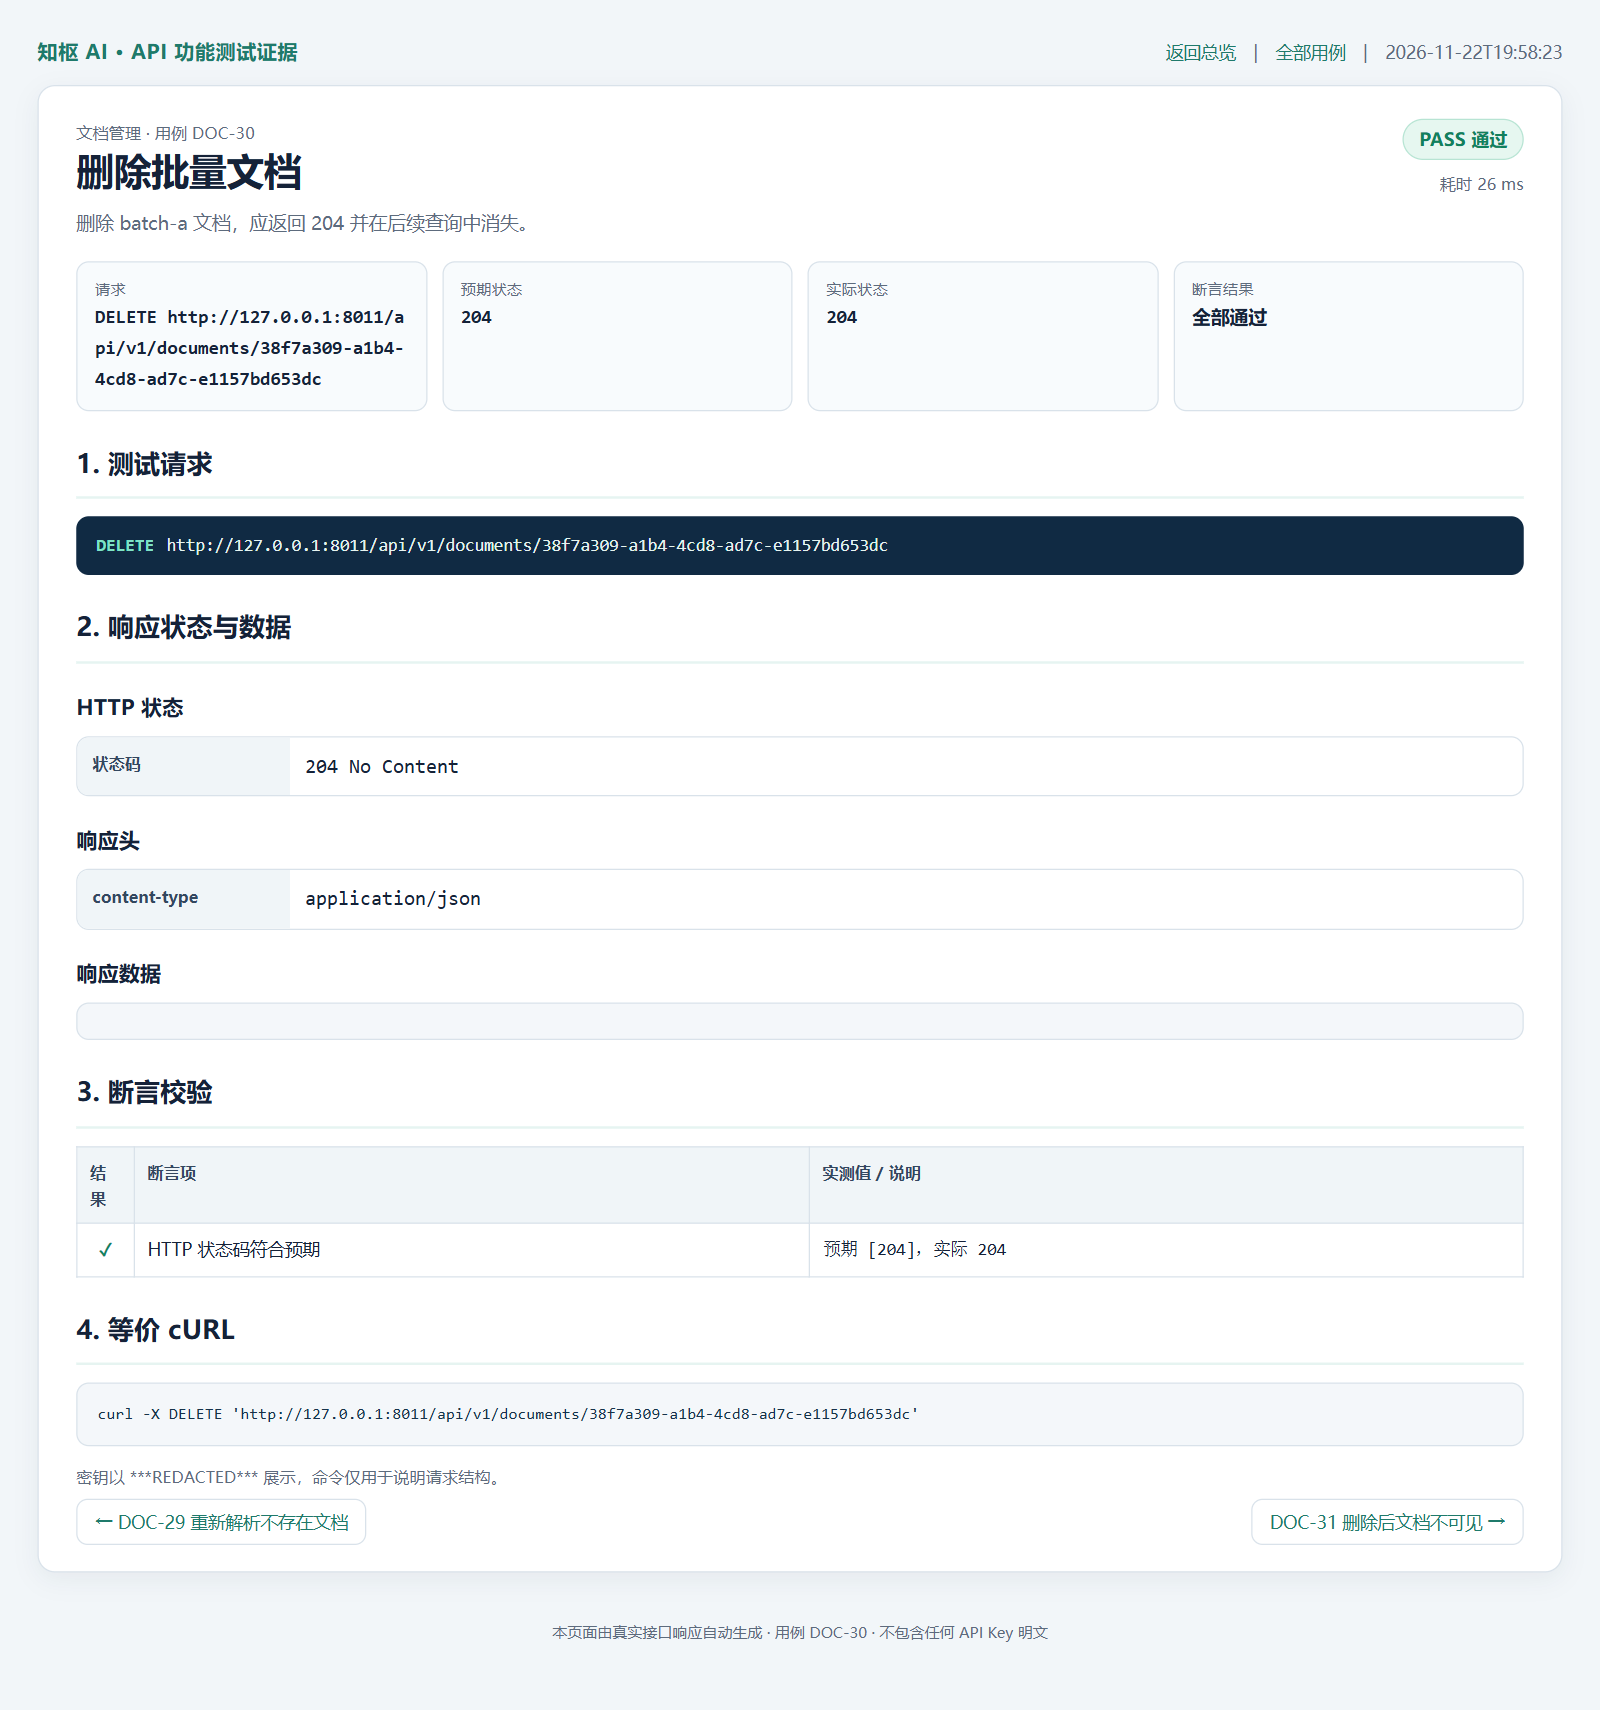 知枢 AI · API 功能测试证据
返回总览 | 全部用例 | 2026-11-22T19:58:23
文档管理 · 用例 DOC-30
PASS 通过
删除批量文档
耗时 26 ms
删除 batch-a 文档，应返回 204 并在后续查询中消失。
请求
DELETE http://127.0.0.1:8011/a
pi/v1/documents/38f7a309-a1b4-
4cd8-ad7c-e1157bd653dc
预期状态
204
实际状态
204
断言结果
全部通过
1. 测试请求
DELETE http://127.0.0.1:8011/api/v1/documents/38f7a309-a1b4-4cd8-ad7c-e1157bd653dc
2. 响应状态与数据
HTTP 状态
状态码 204 No Content
响应头
content-type application/json
响应数据
3. 断言校验
结
果
断言项
实测值 / 说明
✓ HTTP 状态码符合预期 预期 [204]，实际 204
4. 等价 cURL
curl -X DELETE 'http://127.0.0.1:8011/api/v1/documents/38f7a309-a1b4-4cd8-ad7c-e1157bd653dc'
密钥以 ***REDACTED*** 展示，命令仅用于说明请求结构。
← DOC-29 重新解析不存在文档
DOC-31 删除后文档不可见 →
本页面由真实接口响应自动生成 · 用例 DOC-30 · 不包含任何 API Key 明文